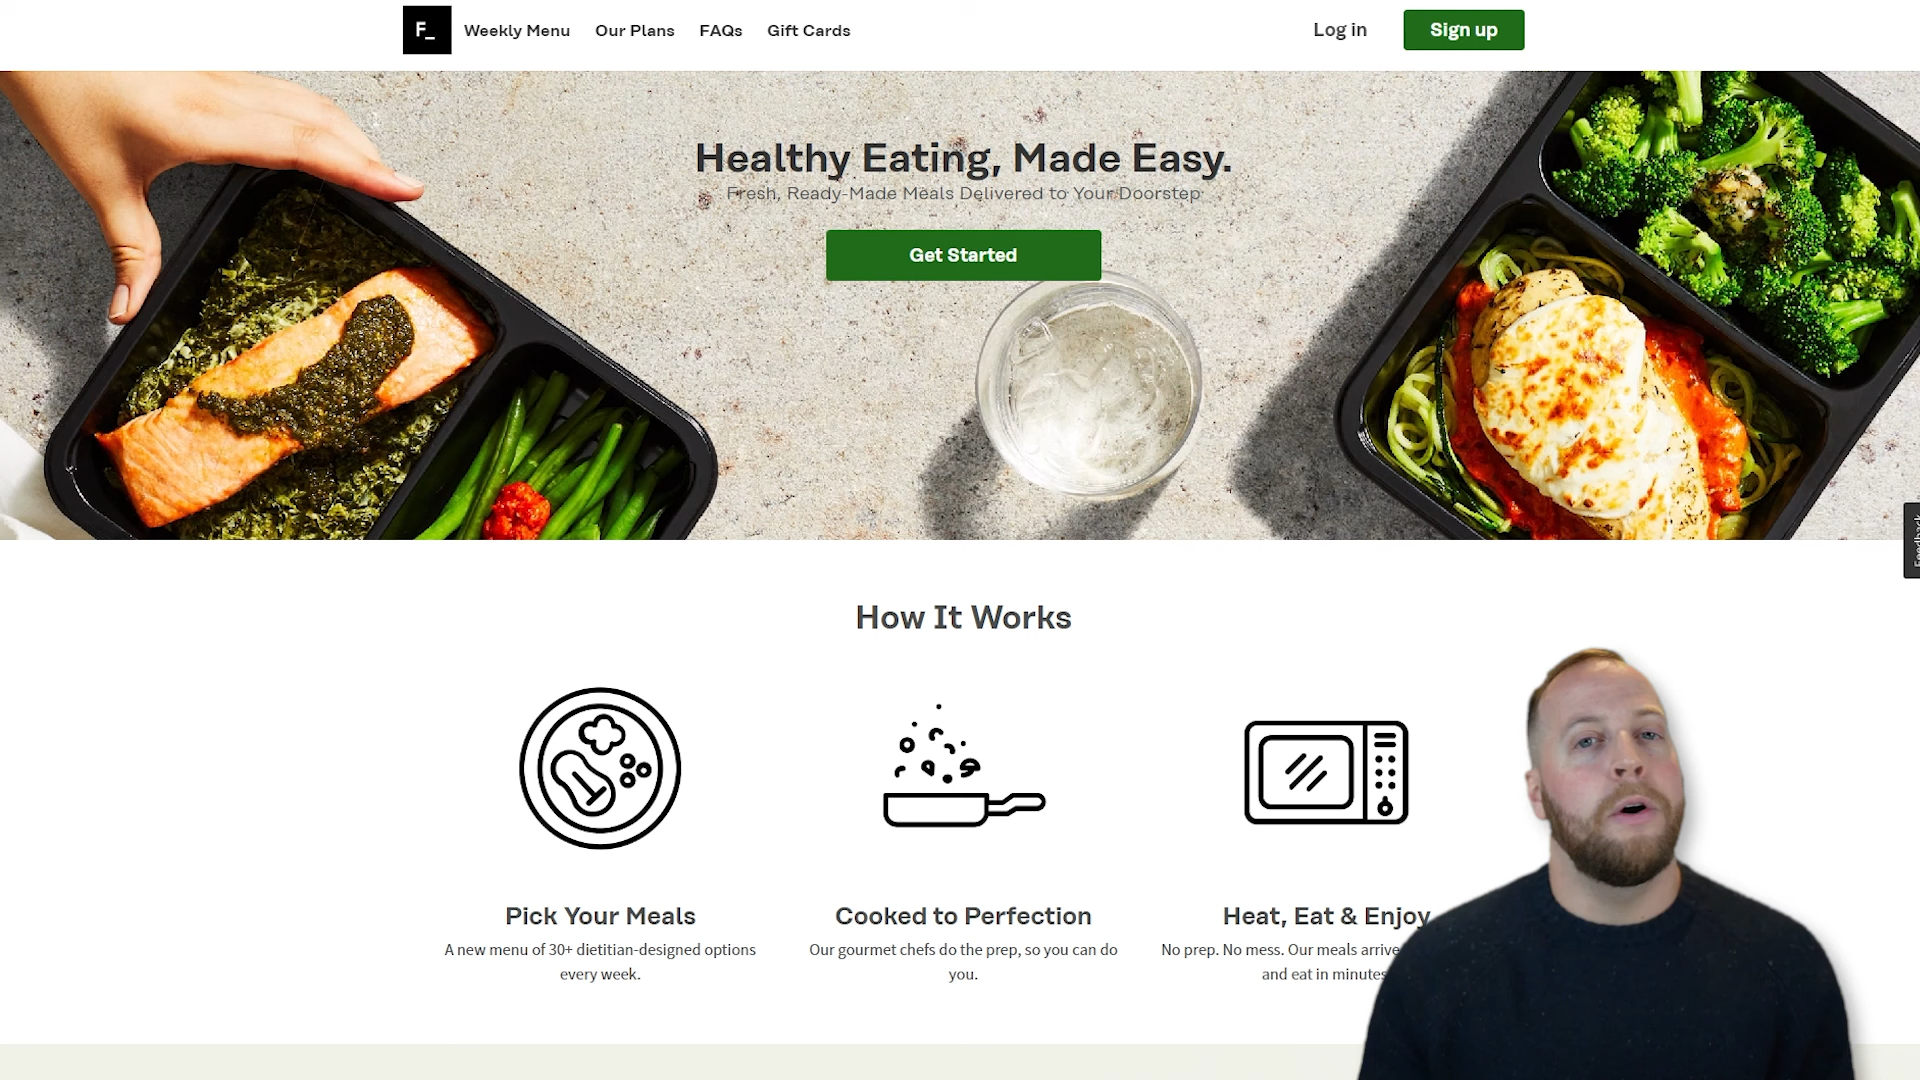 F_
Weekly Menu
Our Plans
FAQs
Gift Cards
Log in
Sign up
Healthy Eating, Made Easy.
Fresh, Ready-Made Meals Delivered to Your Doorstep
Get Started
Feedback
How It Works
Pick Your Meals
A new menu of 30+ dietitian-designed options
every week.
Cooked to Perfection
Our gourmet chefs do the prep, so you can do
you.
Heat, Eat & Enjoy
No prep. No mess. Our meals arrive
and eat in minutes